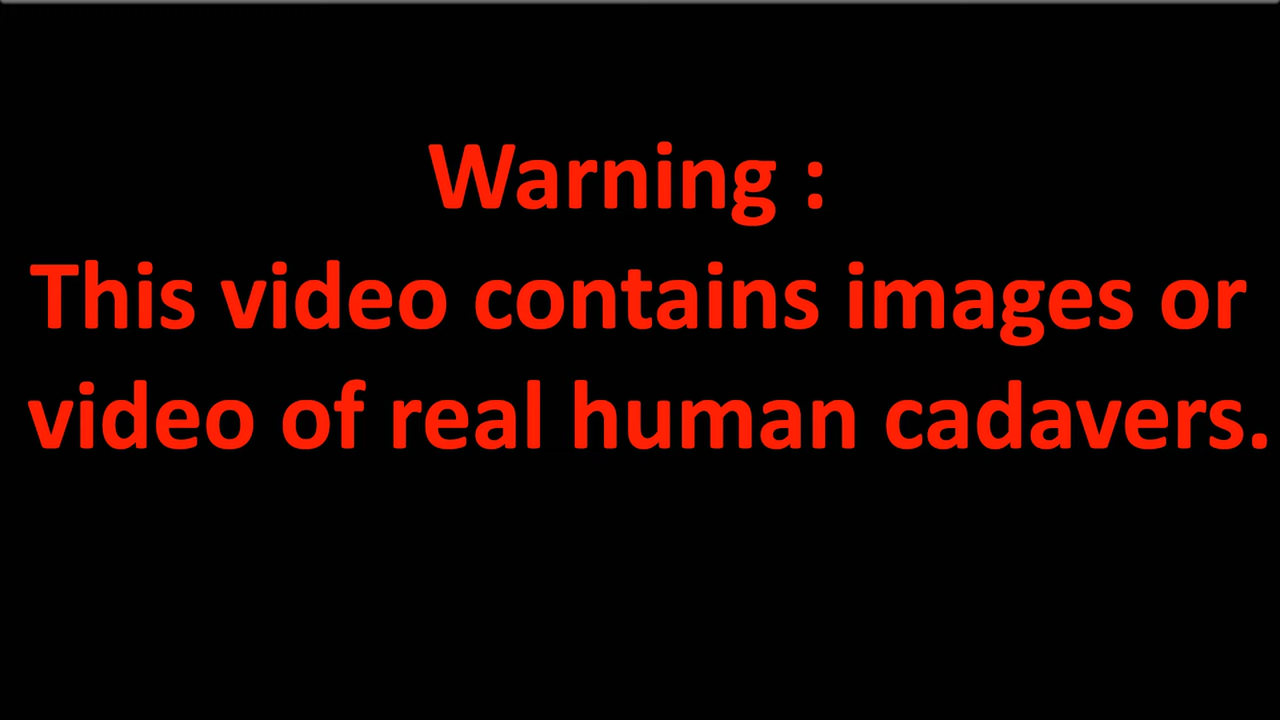 Warning :
This video contains images or
video of real human cadavers.